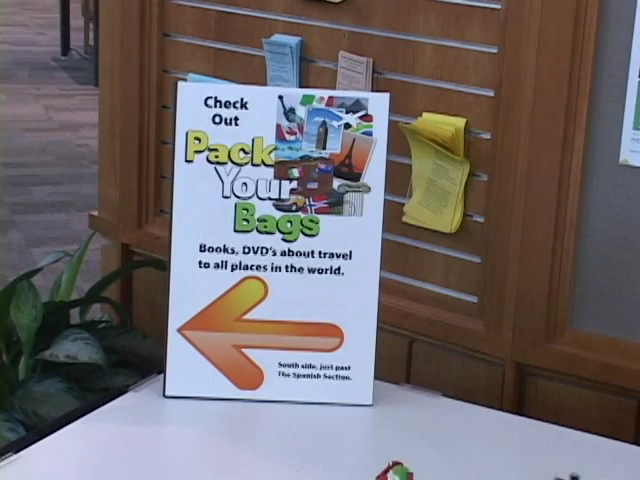 Check
Out
Pack
Your
Bags
Books, DVD's about travel
to all places in the world.
South side, just past
The Spanish Section.